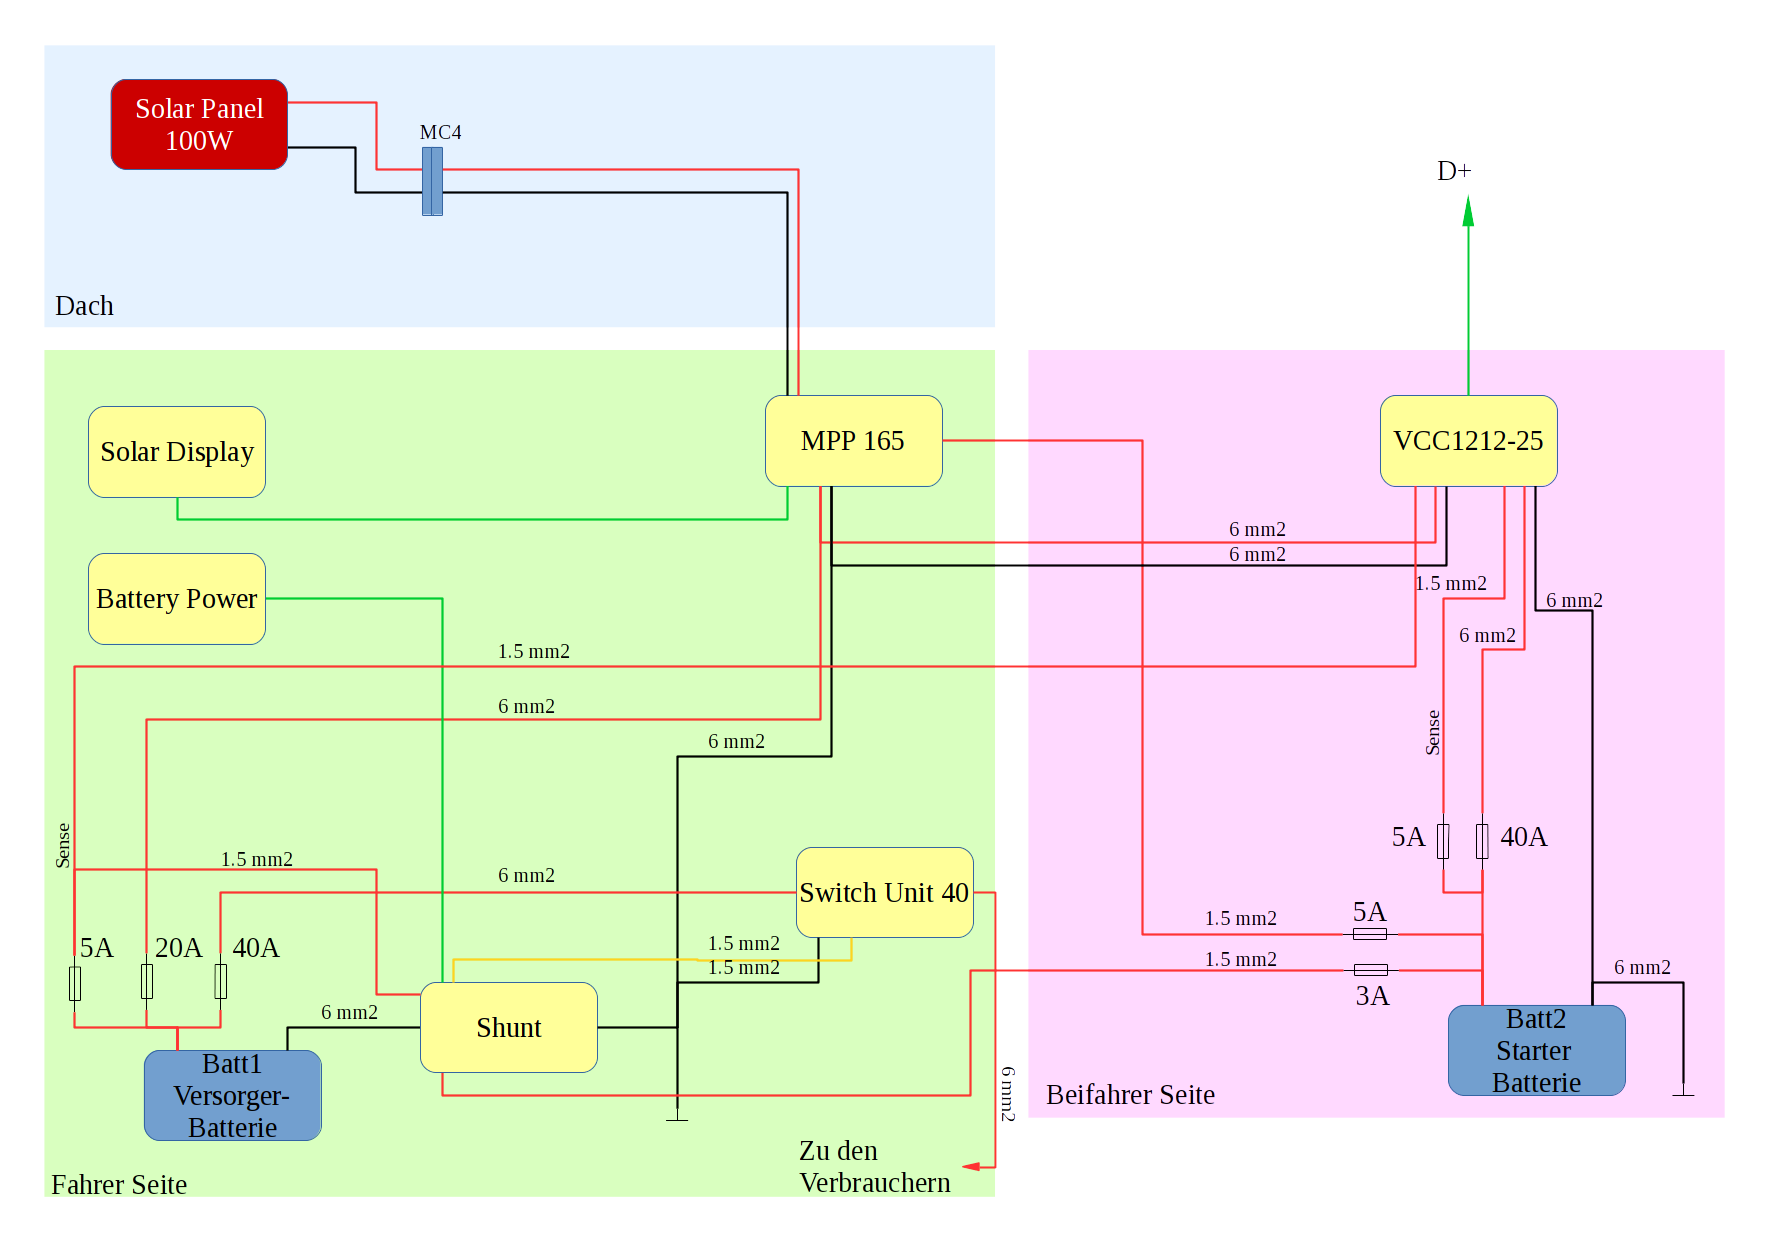 Solar Panel
100W
MC4
D+
Dach
Solar Display
MPP 165
VCC1212-25
6 mm2
6 mm2
1.5 mm2
Battery Power
6 mm2
6 mm2
1.5 mm2
6 mm2
Sense
6 mm2
Sense
1.5 mm2
5A
40A
6 mm2
Switch Unit 40
5A
1.5 mm2
5A
20A
40A
1.5 mm2
1.5 mm2
1.5 mm2
6 mm2
3A
6 mm2
Shunt
Batt2
Starter
Batterie
Batt1
Versorger-
Batterie
6 mm2
Beifahrer Seite
Zu den
Verbrauchern
Fahrer Seite